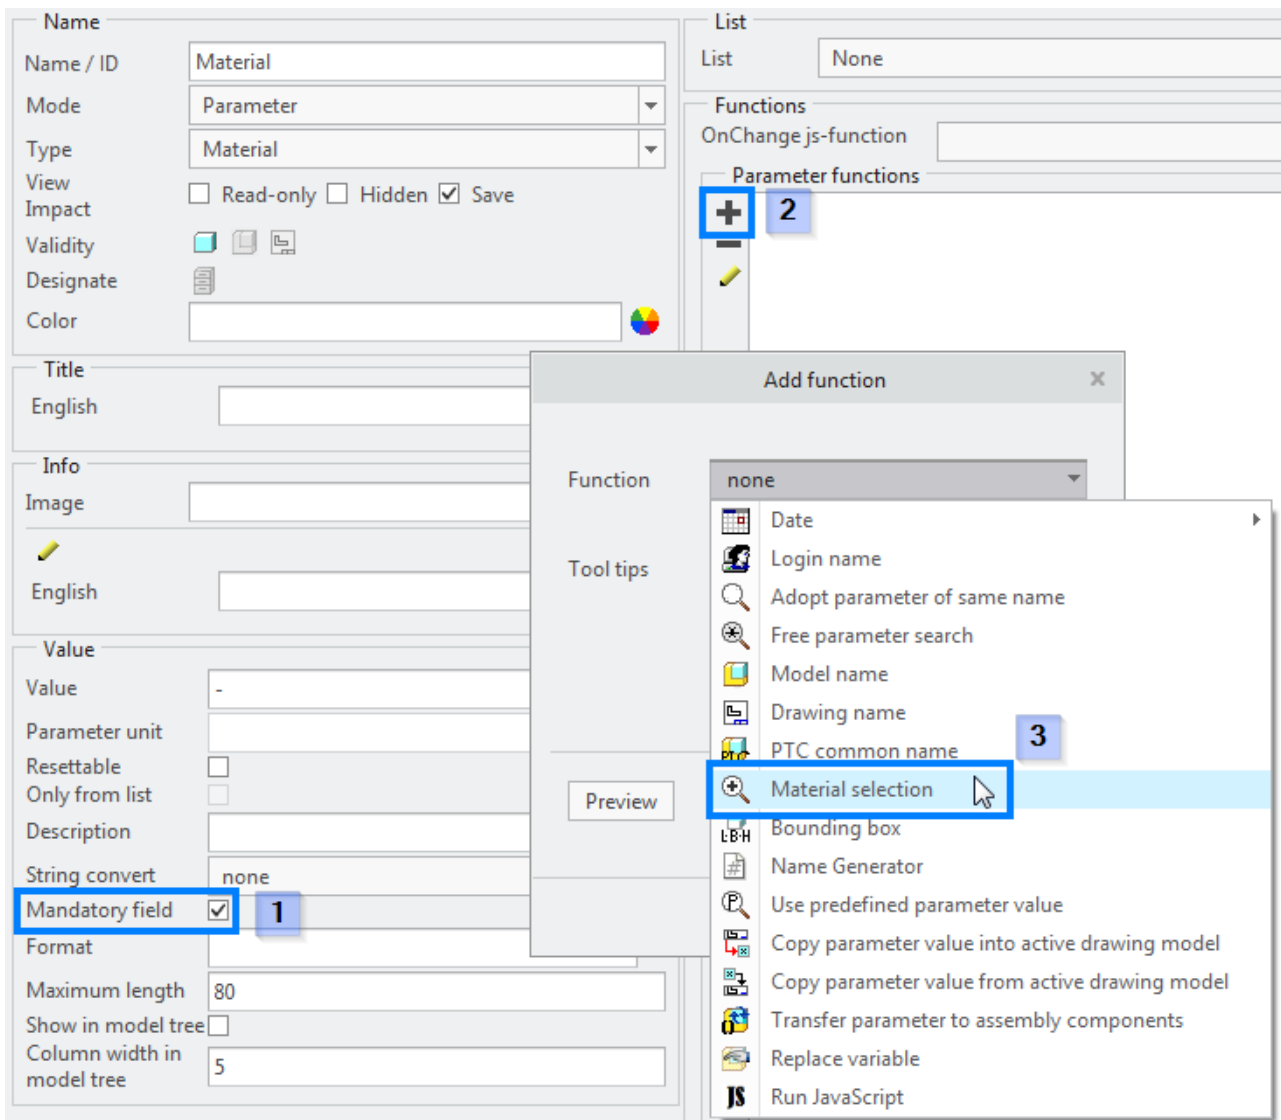 Name
Name / ID Material
Mode Parameter
Type Material
View
Impact
Read-only Hidden Save
Validity
Designate
Color
Title
English
Info
Image
English
Value
Value -
Parameter unit
Resettable
Only from list
Description
String convert none
Mandatory field 1
Format
Maximum length 80
Show in model tree
Column width in
model tree
5
List
List None
Functions
OnChange js-function
Parameter functions
2
Add function
Function none
Tool tips
Preview
Date
Login name
Adopt parameter of same name
Free parameter search
Model name
Drawing name
PTC common name
3
Material selection
L·B·H Bounding box
# Name Generator
P Use predefined parameter value
Copy parameter value into active drawing model
Copy parameter value from active drawing model
Transfer parameter to assembly components
Replace variable
JS Run JavaScript